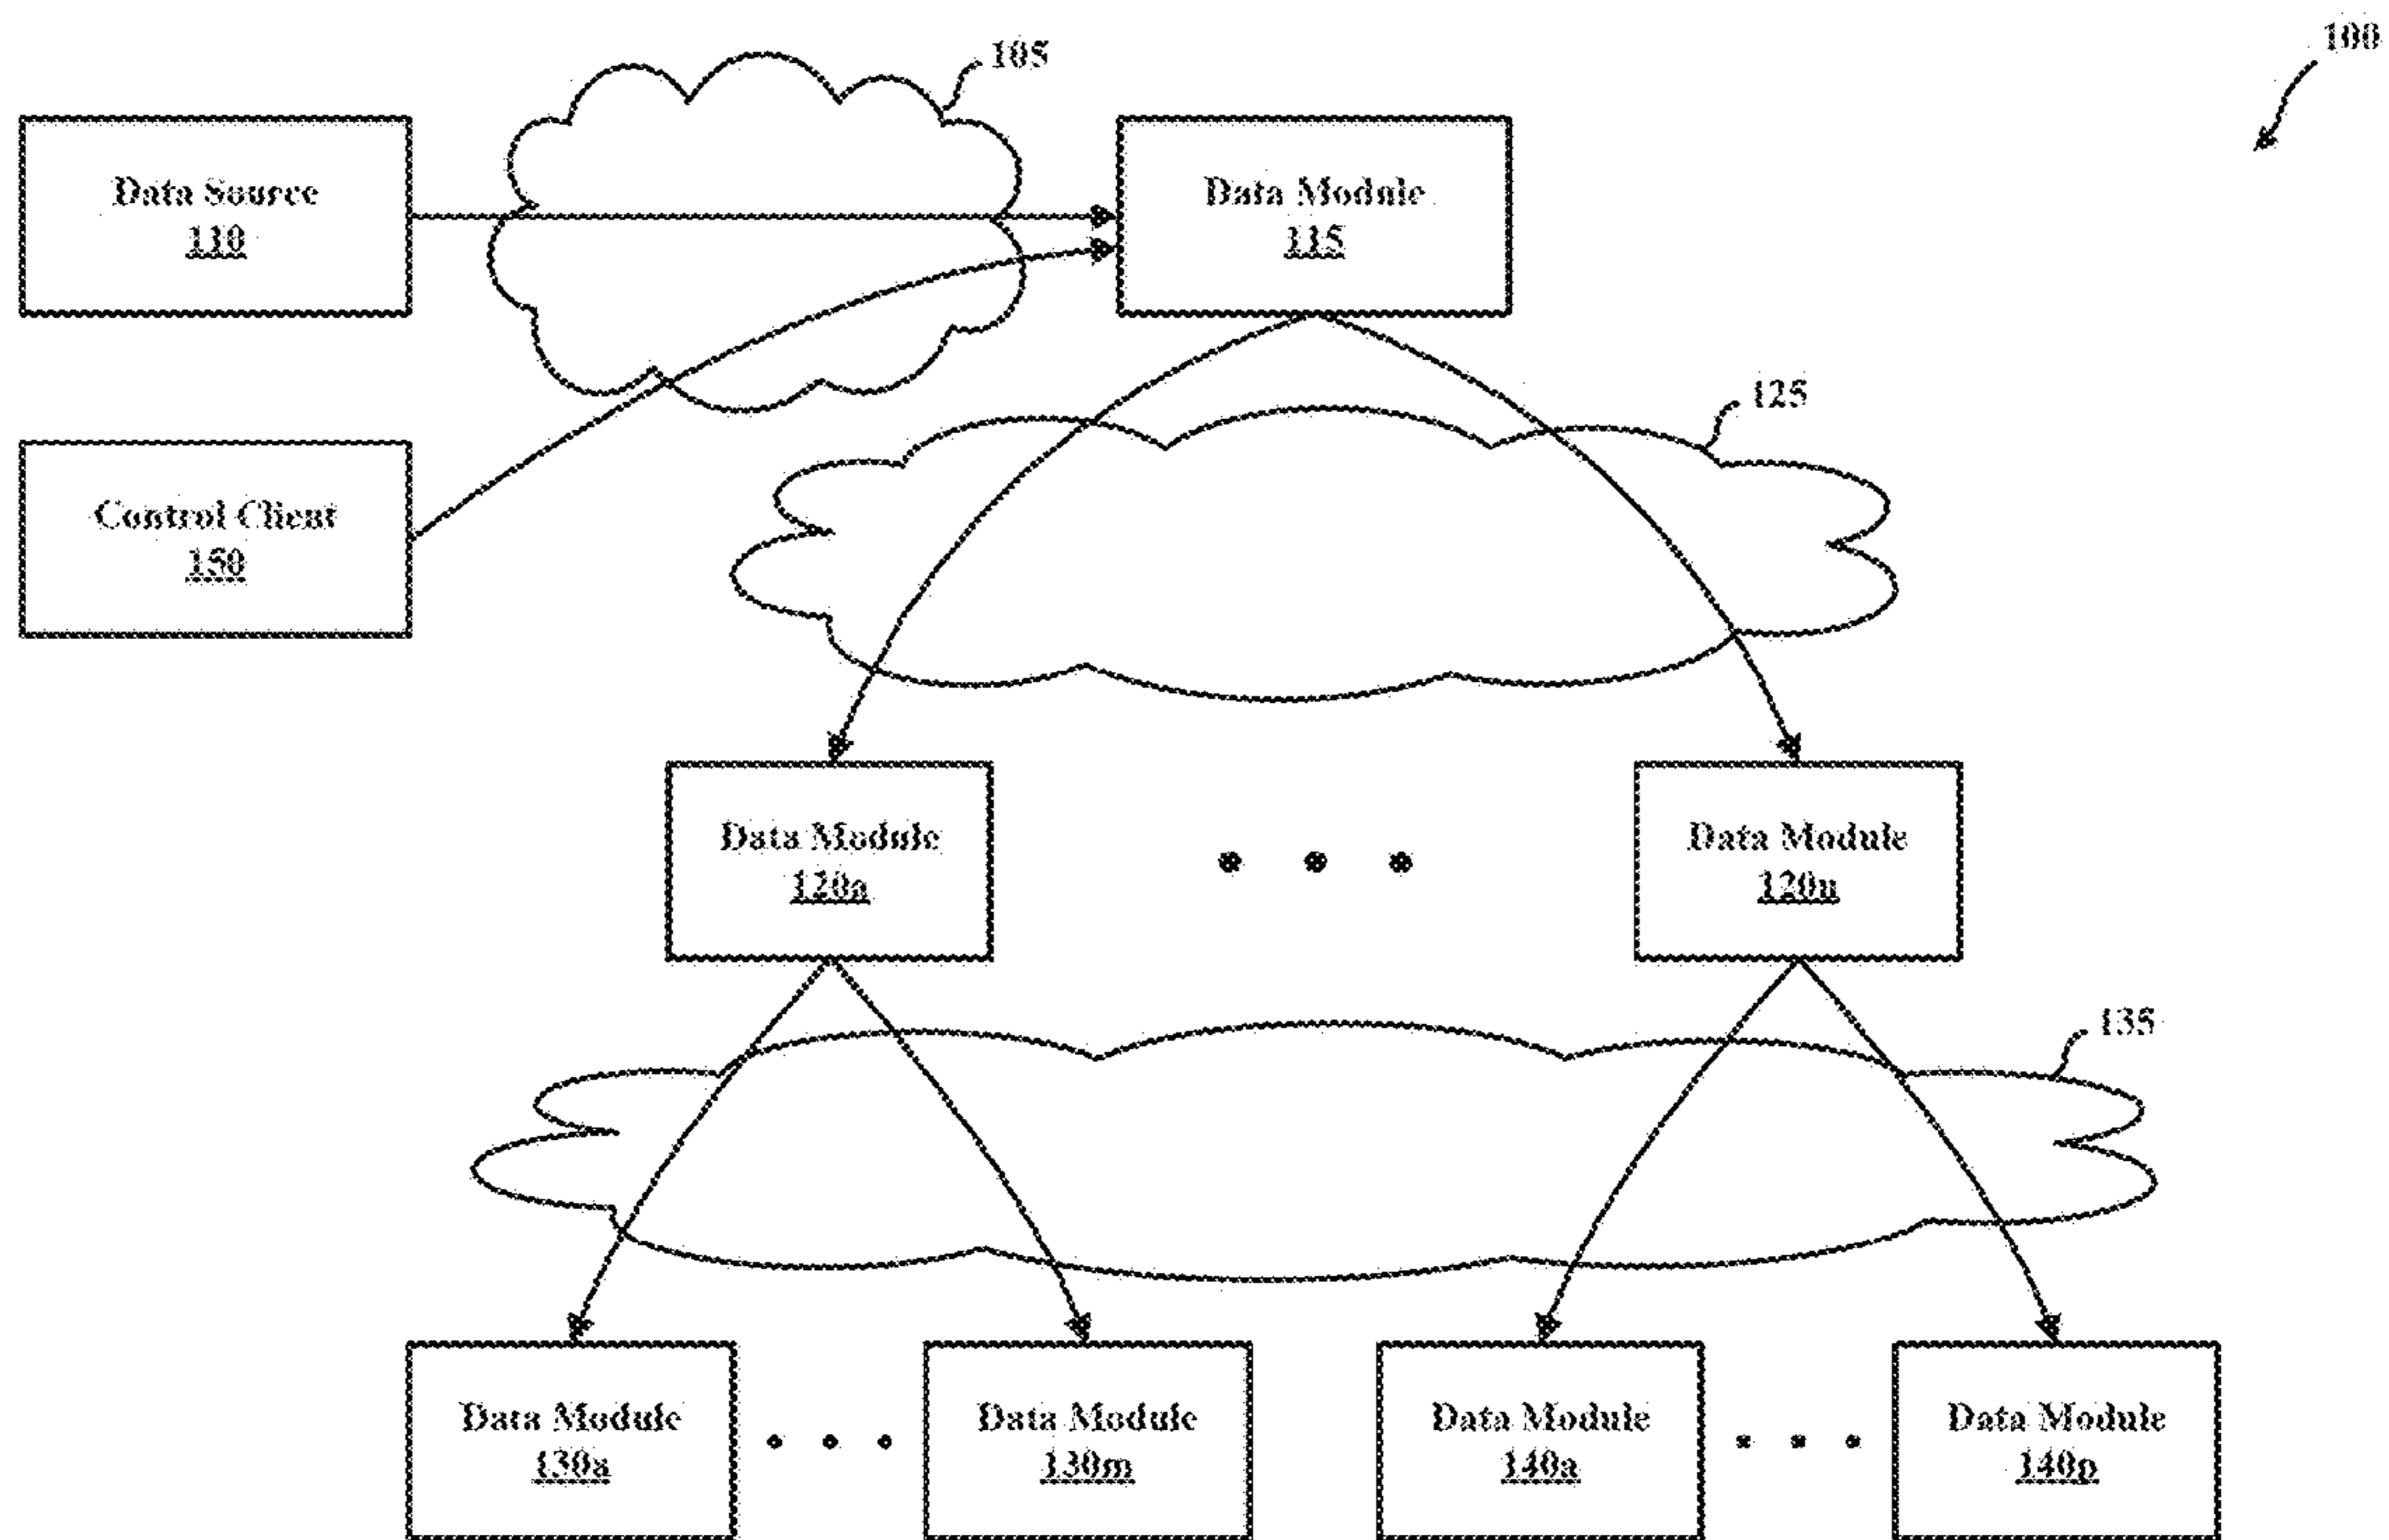 105
100
Data Source
110
Data Module
115
125
Control Client
150
Data Module
120a
Data Module
120n
135
Data Module
130a
Data Module
130m
Data Module
140a
Data Module
140p